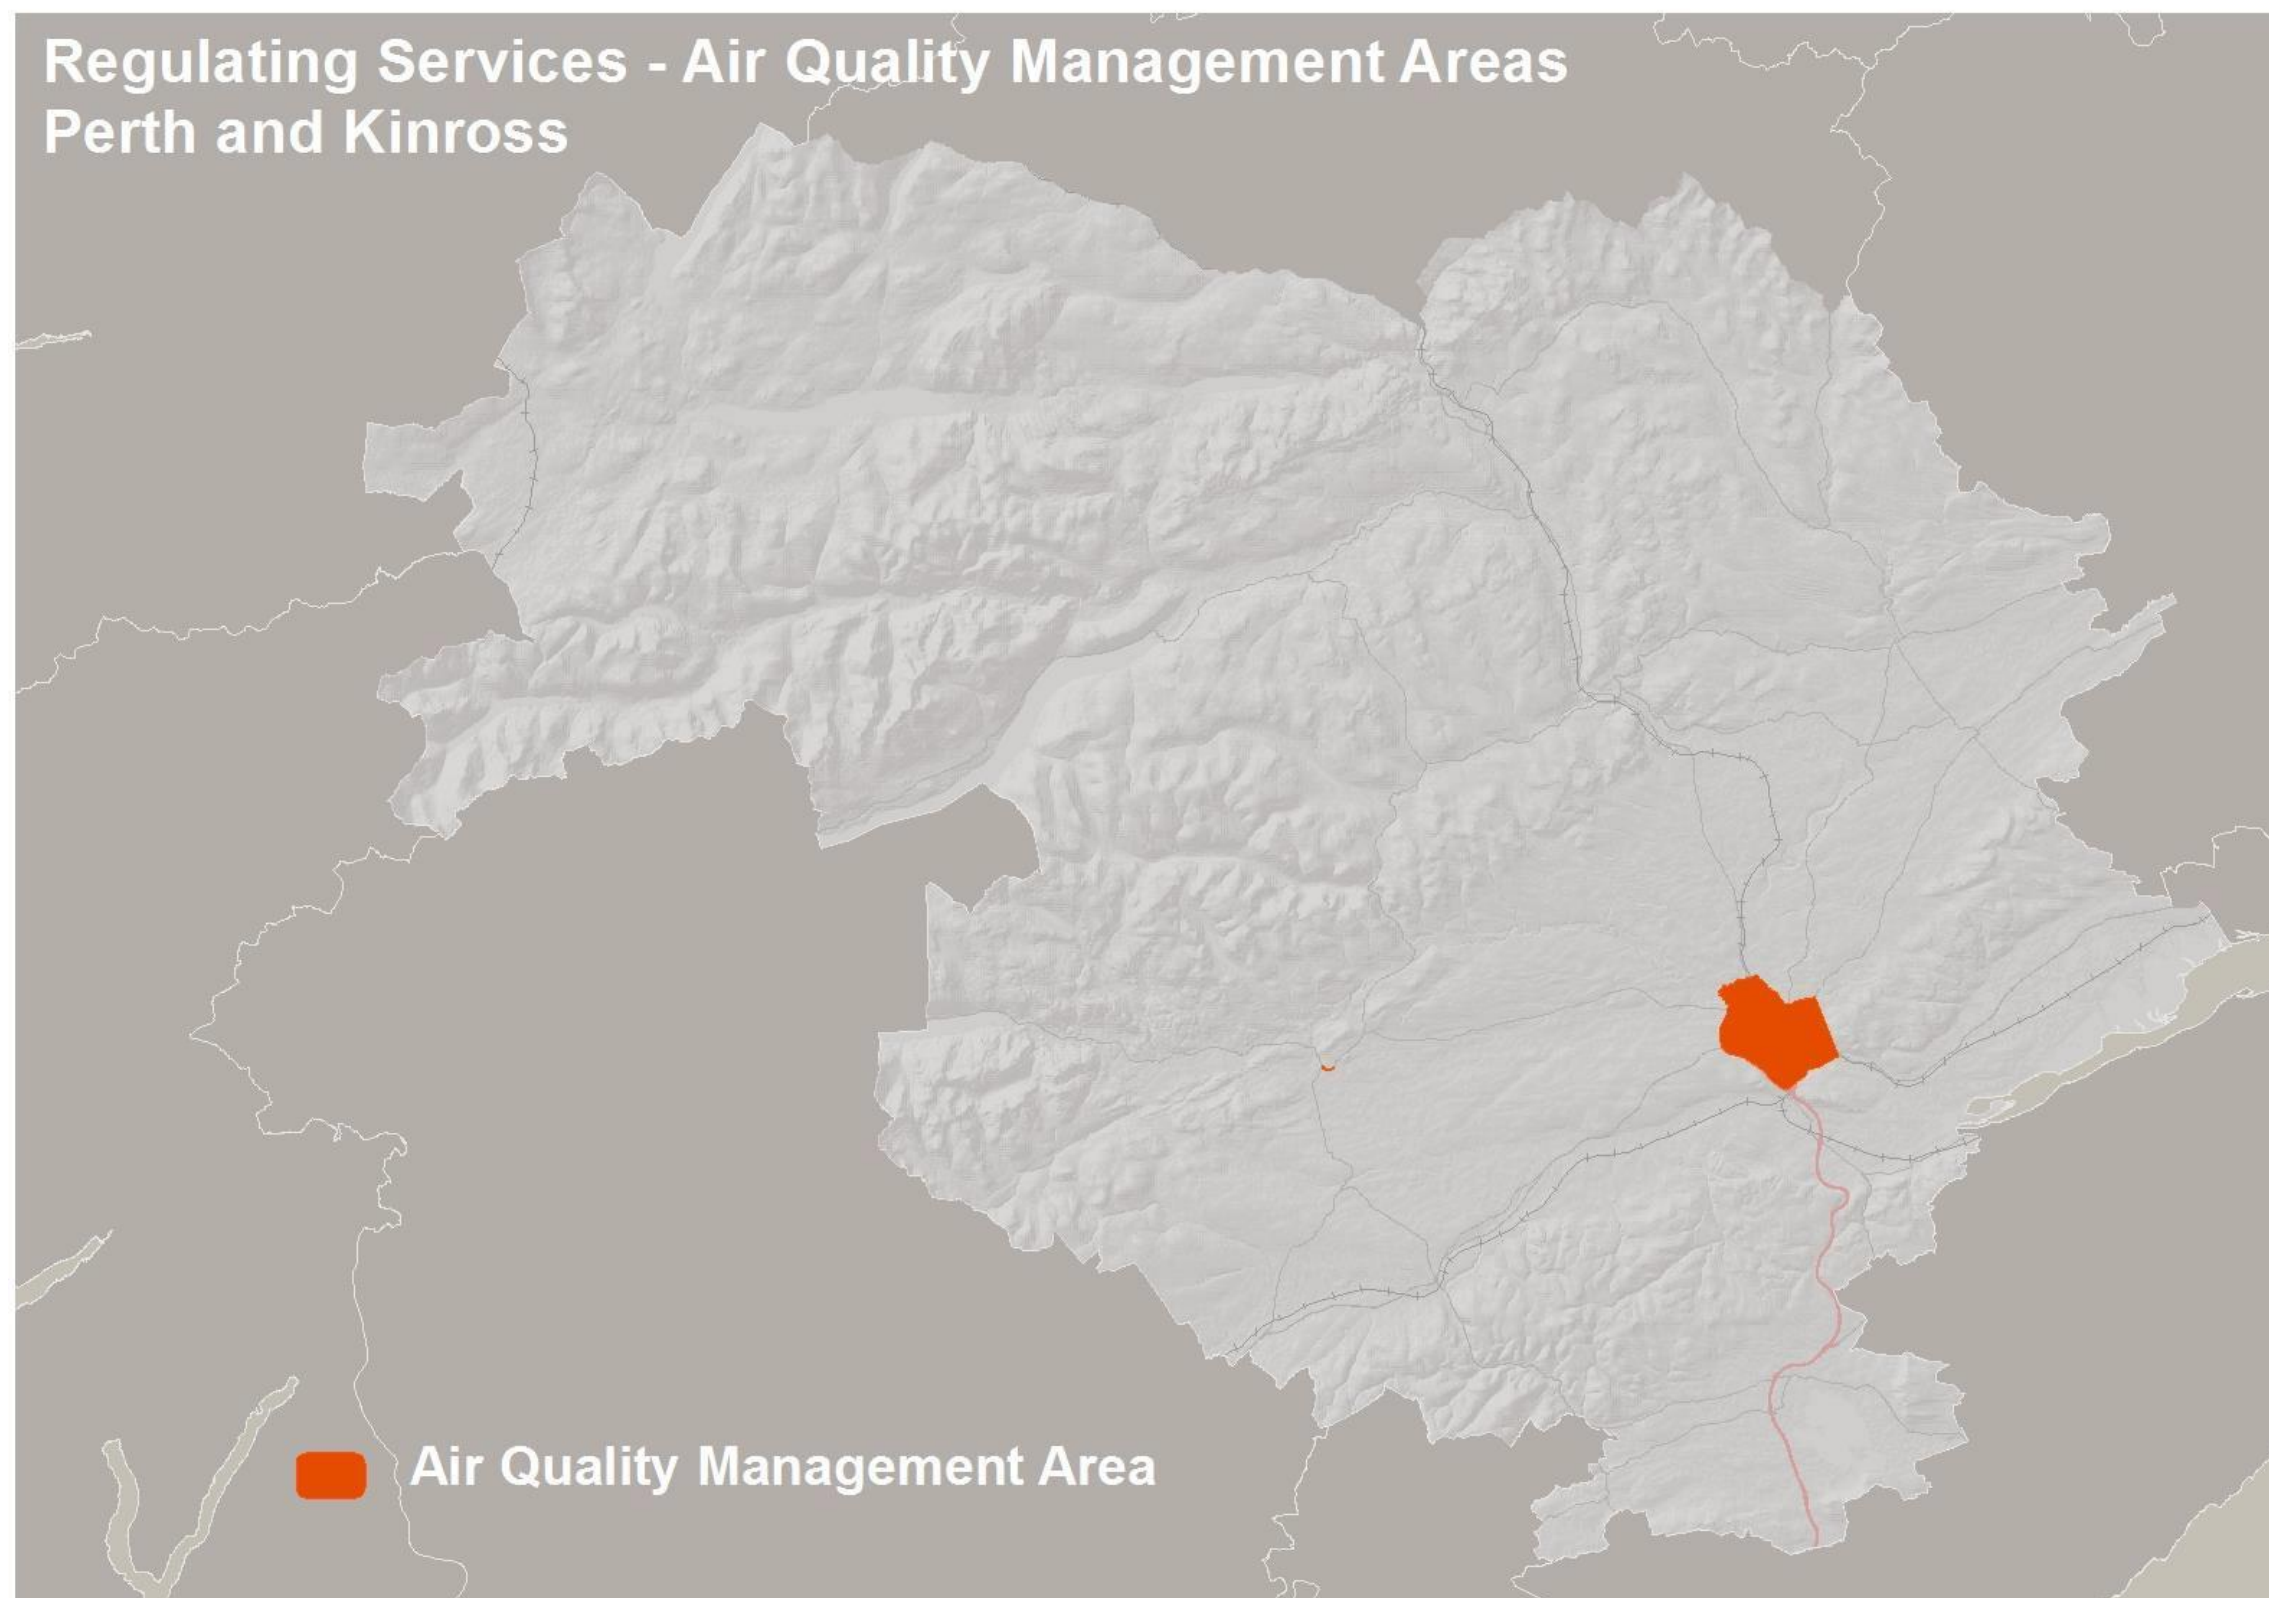 Regulating Services - Air Quality Management Areas
Perth and Kinross
Air Quality Management Area